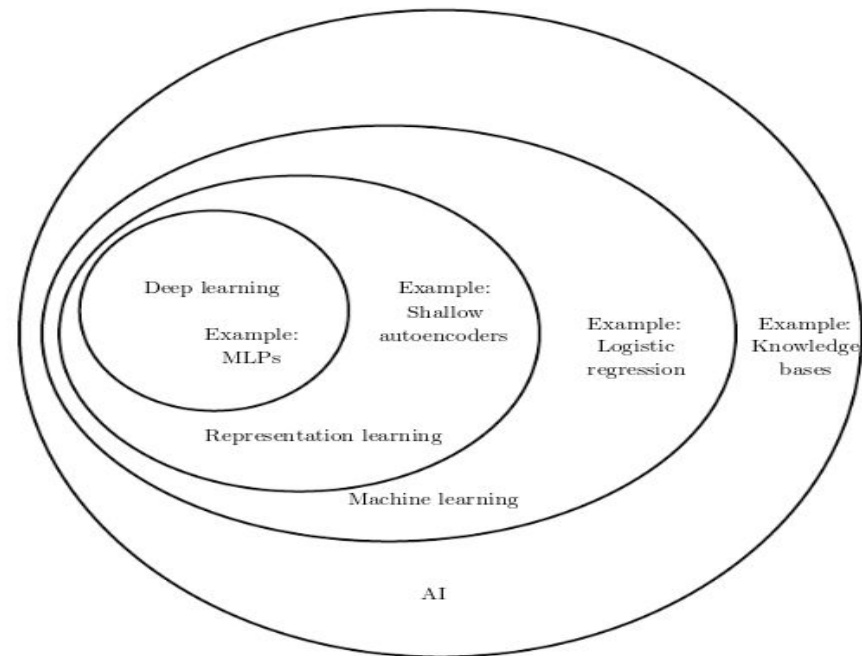 Deep learning
Example:
MLPs
Example:
Shallow
autoencoders
Example:
Logistic
regression
Example:
Knowledge
bases
Representation learning
Machine learning
AI